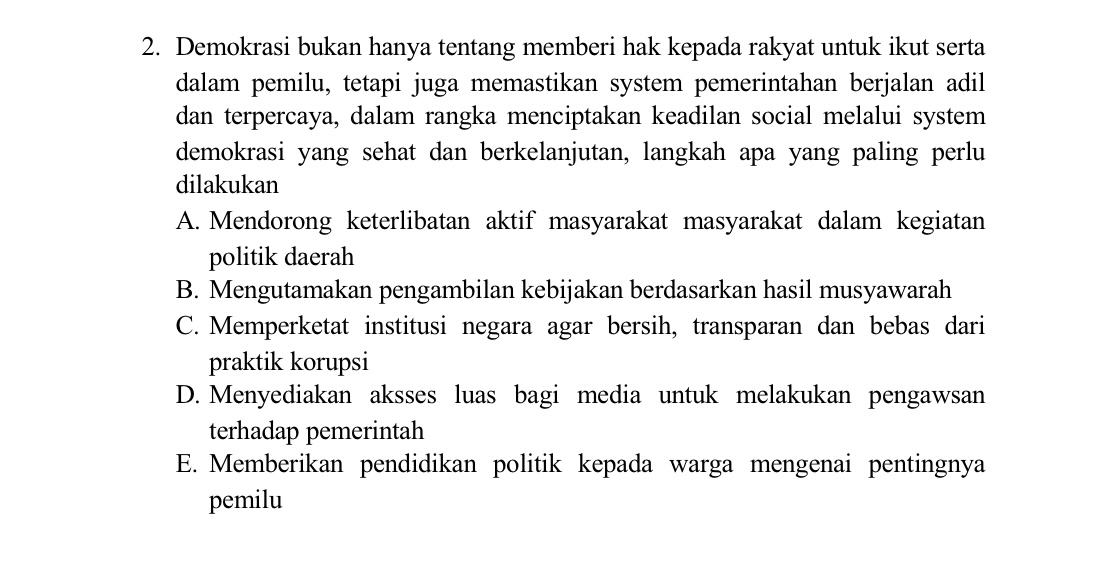 2. Demokrasi bukan hanya tentang memberi hak kepada rakyat untuk ikut serta
dalam pemilu, tetapi juga memastikan system pemerintahan berjalan adil
dan terpercaya, dalam rangka menciptakan keadilan social melalui system
demokrasi yang sehat dan berkelanjutan, langkah apa yang paling perlu
dilakukan
A. Mendorong keterlibatan aktif masyarakat masyarakat dalam kegiatan
politik daerah
B. Mengutamakan pengambilan kebijakan berdasarkan hasil musyawarah
C. Memperketat institusi negara agar bersih, transparan dan bebas dari
praktik korupsi
D. Menyediakan aksses luas bagi media untuk melakukan pengawsan
terhadap pemerintah
E. Memberikan pendidikan politik kepada warga mengenai pentingnya
pemilu